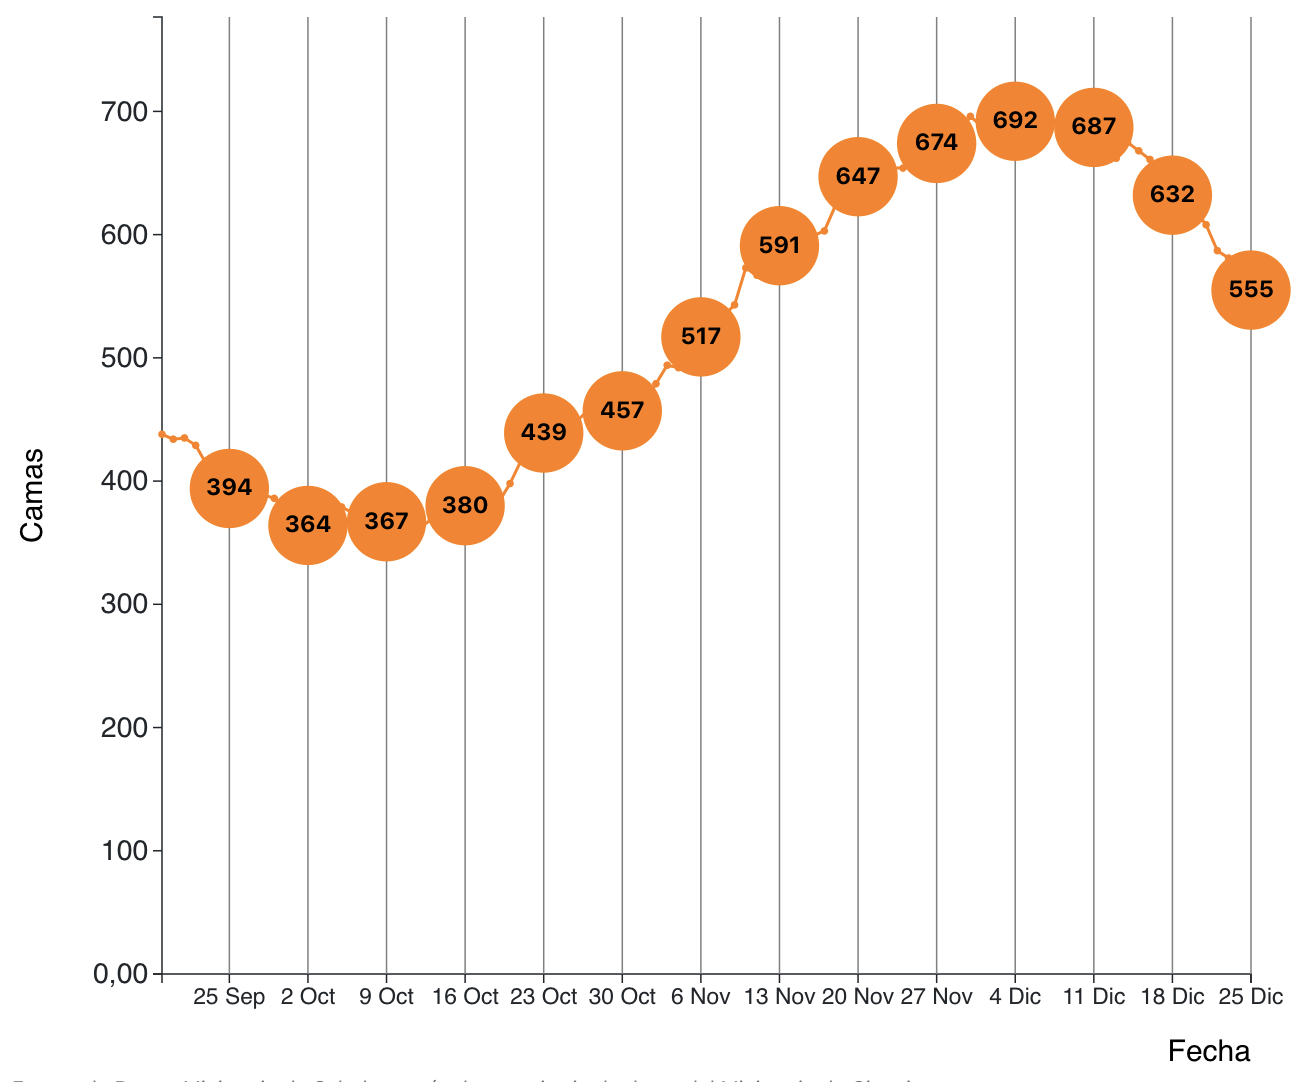 700
600
500
400
300
200
100
0,00
Camas
394
364
367
380
439
457
517
591
647
674
692
687
632
555
25 Sep
2 Oct
9 Oct
16 Oct
23 Oct
30 Oct
6 Nov
13 Nov
20 Nov
27 Nov
4 Dic
11 Dic
18 Dic
25 Dic
Fecha